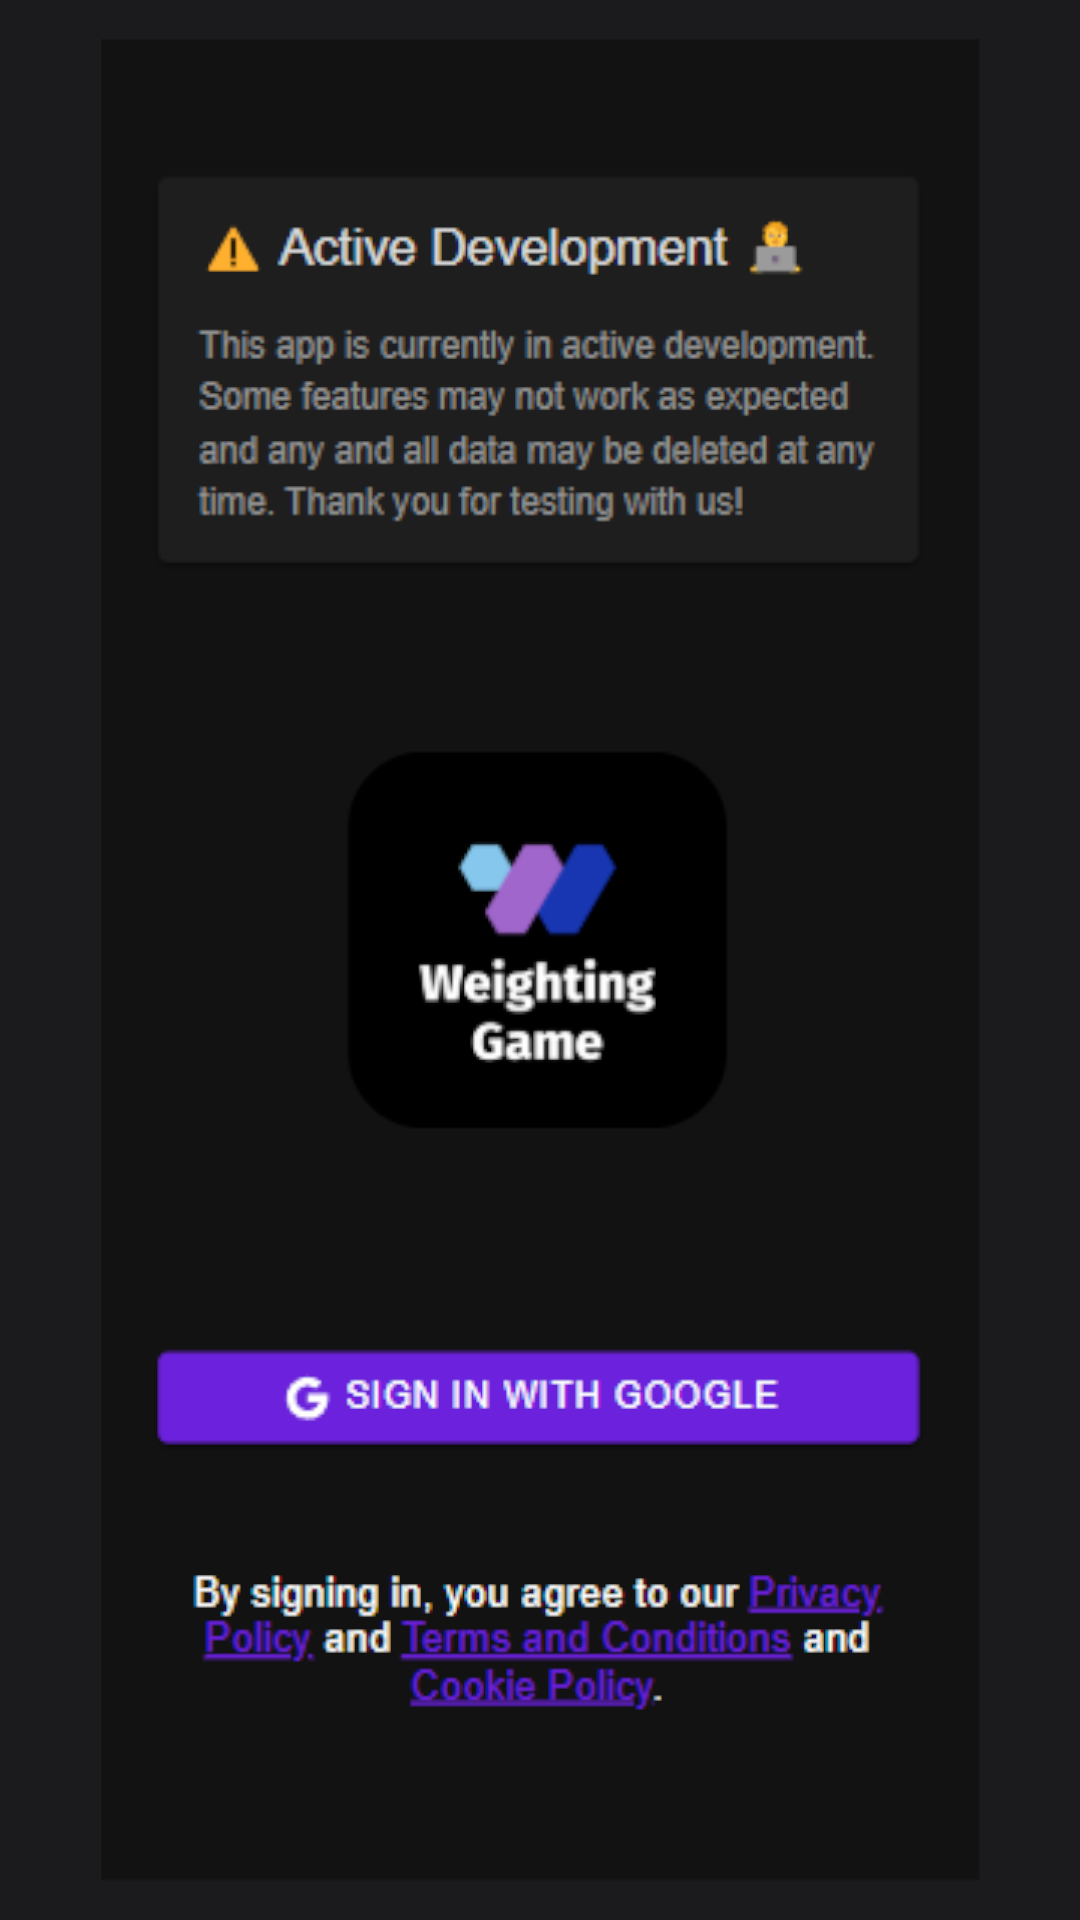 ⚠️ Active Development 🧑‍💻
This app is currently in active development.
Some features may not work as expected
and any and all data may be deleted at any
time. Thank you for testing with us!
Weighting
Game
G SIGN IN WITH GOOGLE
By signing in, you agree to our Privacy
Policy and Terms and Conditions and
Cookie Policy.